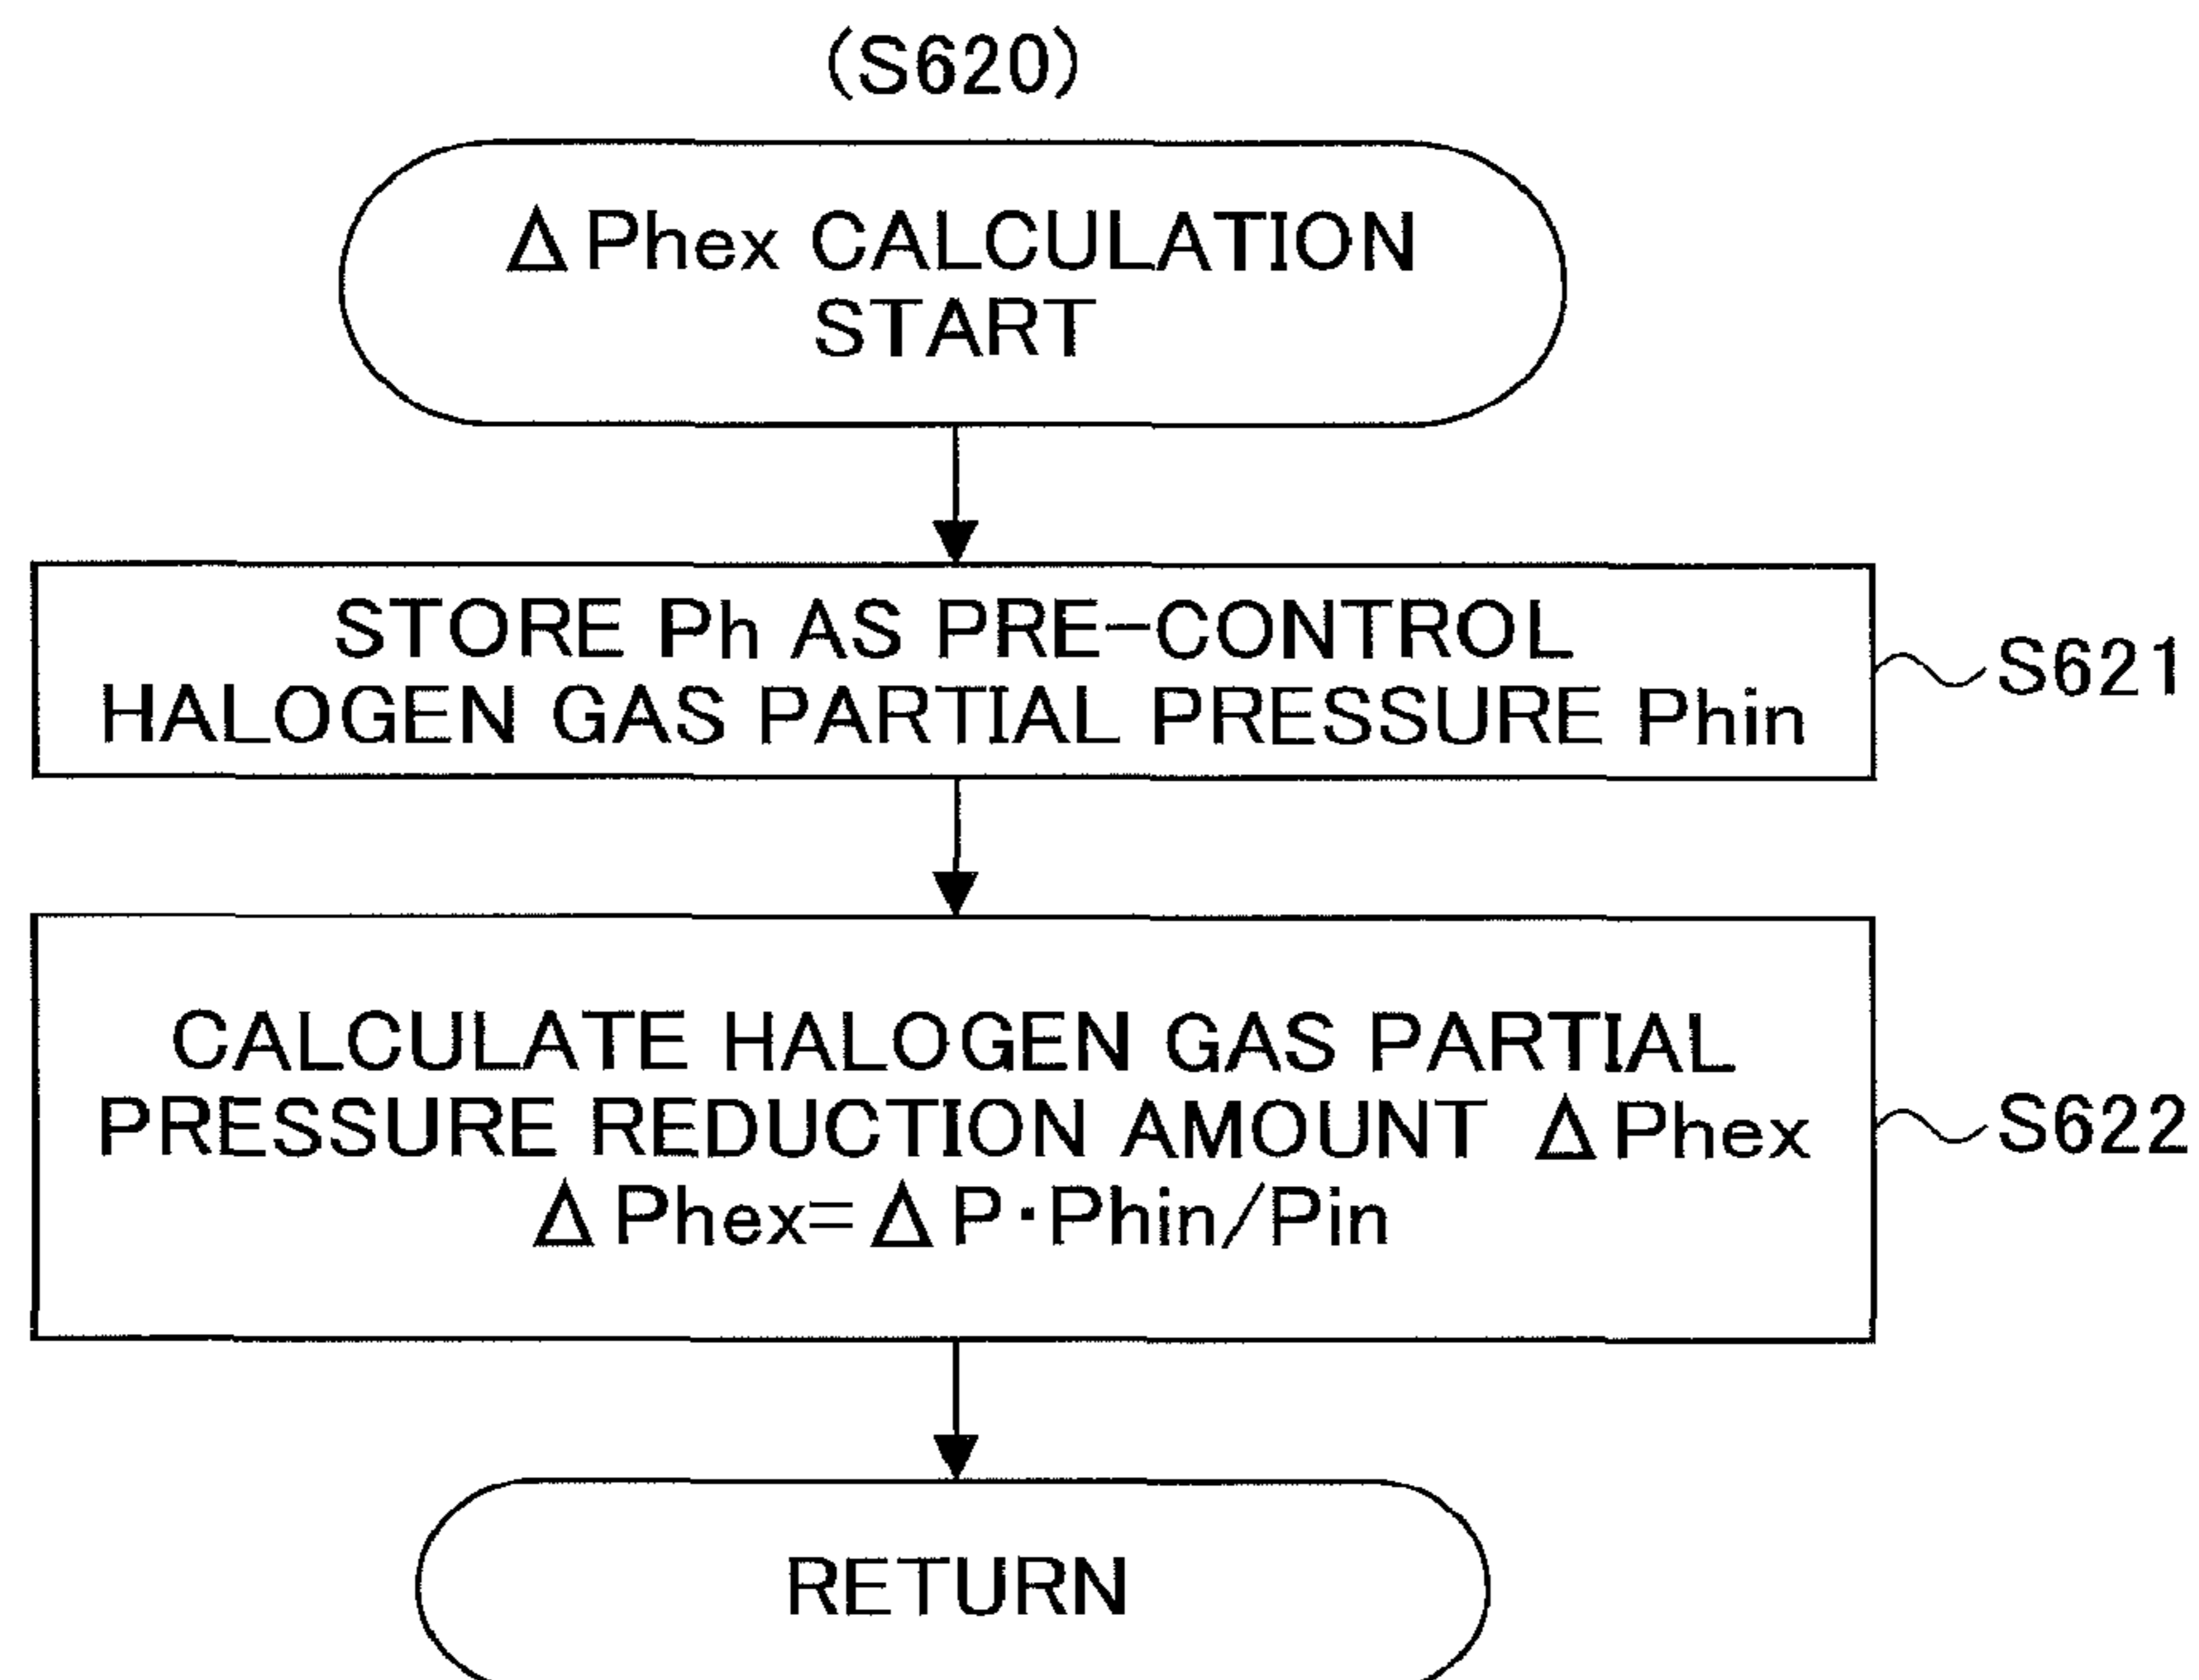 (S620)
ΔPhex CALCULATION
START
STORE Ph AS PRE-CONTROL
HALOGEN GAS PARTIAL PRESSURE Phin
S621
CALCULATE HALOGEN GAS PARTIAL
PRESSURE REDUCTION AMOUNT ΔPhex
ΔPhex=ΔP·Phin/Pin
S622
RETURN